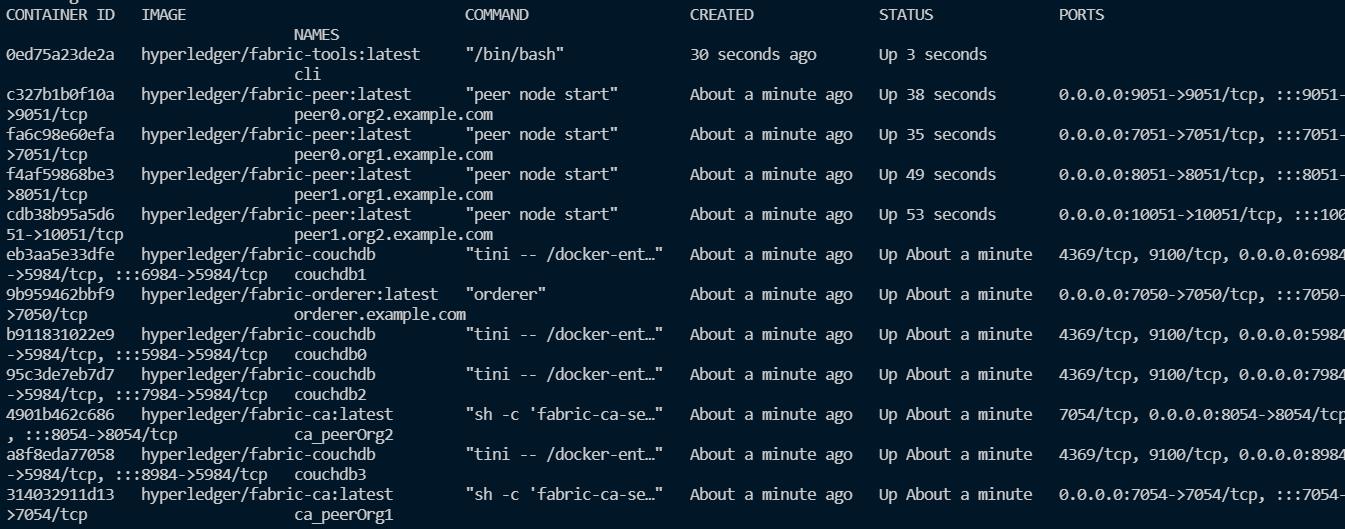 CONTAINER ID   IMAGE                               COMMAND                  CREATED              STATUS              PORTS
                                NAMES
0ed75a23de2a   hyperledger/fabric-tools:latest     "/bin/bash"              30 seconds ago       Up 3 seconds
                                cli
c327b1b0f10a   hyperledger/fabric-peer:latest      "peer node start"        About a minute ago   Up 38 seconds       0.0.0.0:9051->9051/tcp, :::9051-
>9051/tcp                       peer0.org2.example.com
fa6c98e60efa   hyperledger/fabric-peer:latest      "peer node start"        About a minute ago   Up 35 seconds       0.0.0.0:7051->7051/tcp, :::7051-
>7051/tcp                       peer0.org1.example.com
f4af59868be3   hyperledger/fabric-peer:latest      "peer node start"        About a minute ago   Up 49 seconds       0.0.0.0:8051->8051/tcp, :::8051-
>8051/tcp                       peer1.org1.example.com
cdb38b95a5d6   hyperledger/fabric-peer:latest      "peer node start"        About a minute ago   Up 53 seconds       0.0.0.0:10051->10051/tcp, :::100
51->10051/tcp                   peer1.org2.example.com
eb3aa5e33dfe   hyperledger/fabric-couchdb          "tini -- /docker-ent…"   About a minute ago   Up About a minute   4369/tcp, 9100/tcp, 0.0.0.0:6984
->5984/tcp, :::6984->5984/tcp   couchdb1
9b959462bbf9   hyperledger/fabric-orderer:latest   "orderer"                About a minute ago   Up About a minute   0.0.0.0:7050->7050/tcp, :::7050-
>7050/tcp                       orderer.example.com
b911831022e9   hyperledger/fabric-couchdb          "tini -- /docker-ent…"   About a minute ago   Up About a minute   4369/tcp, 9100/tcp, 0.0.0.0:5984
->5984/tcp, :::5984->5984/tcp   couchdb0
95c3de7eb7d7   hyperledger/fabric-couchdb          "tini -- /docker-ent…"   About a minute ago   Up About a minute   4369/tcp, 9100/tcp, 0.0.0.0:7984
->5984/tcp, :::7984->5984/tcp   couchdb2
4901b462c686   hyperledger/fabric-ca:latest        "sh -c 'fabric-ca-se…"   About a minute ago   Up About a minute   7054/tcp, 0.0.0.0:8054->8054/tcp
, :::8054->8054/tcp             ca_peerOrg2
a8f8eda77058   hyperledger/fabric-couchdb          "tini -- /docker-ent…"   About a minute ago   Up About a minute   4369/tcp, 9100/tcp, 0.0.0.0:8984
->5984/tcp, :::8984->5984/tcp   couchdb3
314032911d13   hyperledger/fabric-ca:latest        "sh -c 'fabric-ca-se…"   About a minute ago   Up About a minute   0.0.0.0:7054->7054/tcp, :::7054-
>7054/tcp                       ca_peerOrg1